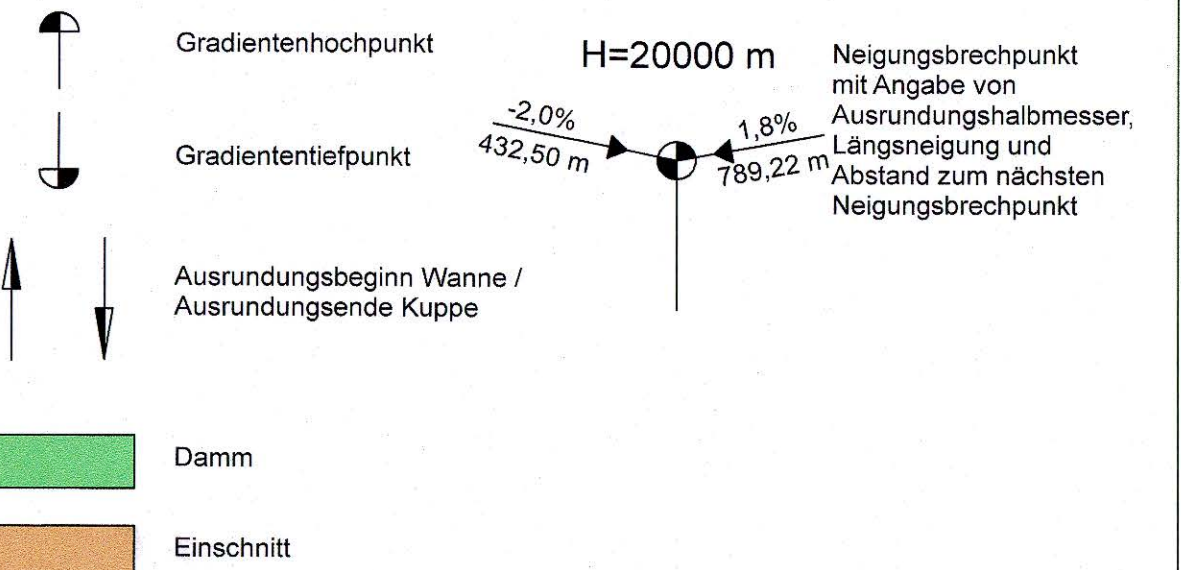 Gradientenhochpunkt
Gradiententiefpunkt
Ausrundungsbeginn Wanne /
Ausrundungsende Kuppe
Damm
Einschnitt
H=20000 m
-2,0%
432,50 m
1,8%
789,22 m
Neigungsbrechpunkt
mit Angabe von
Ausrundungshalbmesser,
Längsneigung und
Abstand zum nächsten
Neigungsbrechpunkt